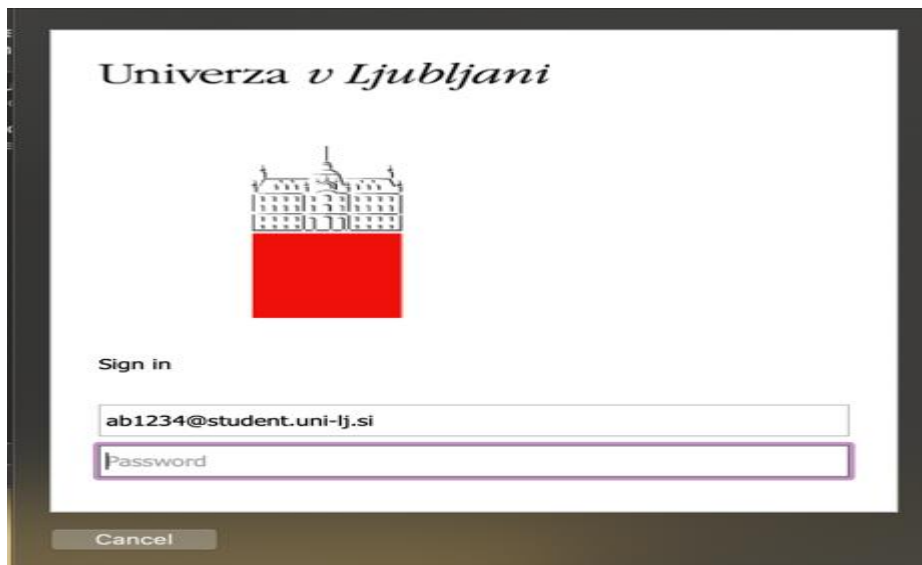 Univerza v Ljubljani
Sign in
ab1234@student.uni-lj.si
Password
Cancel